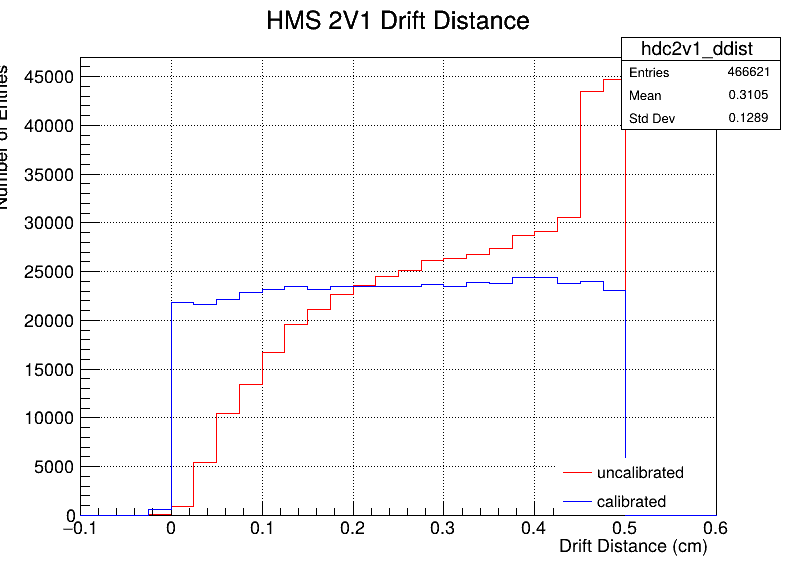 HMS 2V1 Drift Distance
hdc2v1_ddist
Entries 466621
Mean 0.3105
Std Dev 0.1289
Number of Entries
45000
40000
35000
30000
25000
20000
15000
10000
5000
0
−0.1 0 0.1 0.2 0.3 0.4 0.5 0.6
Drift Distance (cm)
uncalibrated
calibrated